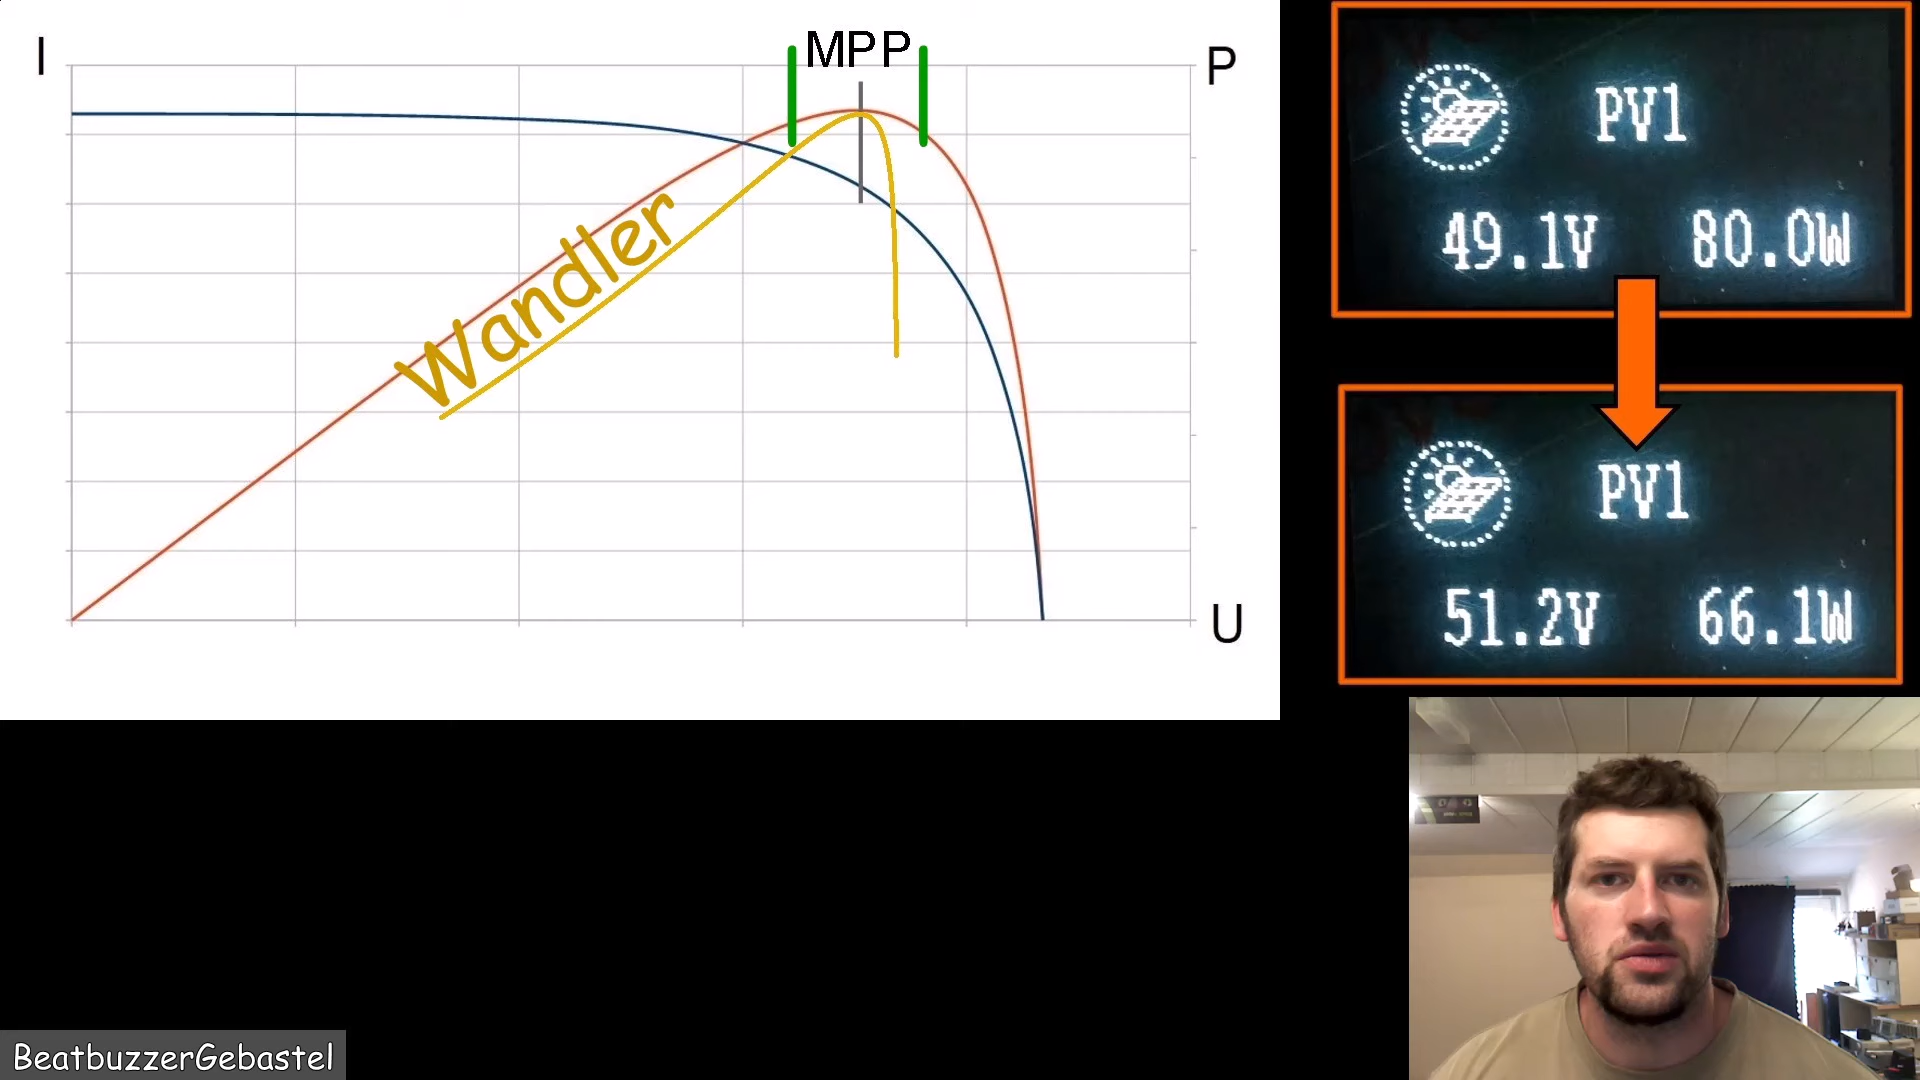 I
MPP
P
Wandler
U
PV1
49.1V 80.0W
PV1
51.2V 66.1W
BeatbuzzerGebastel